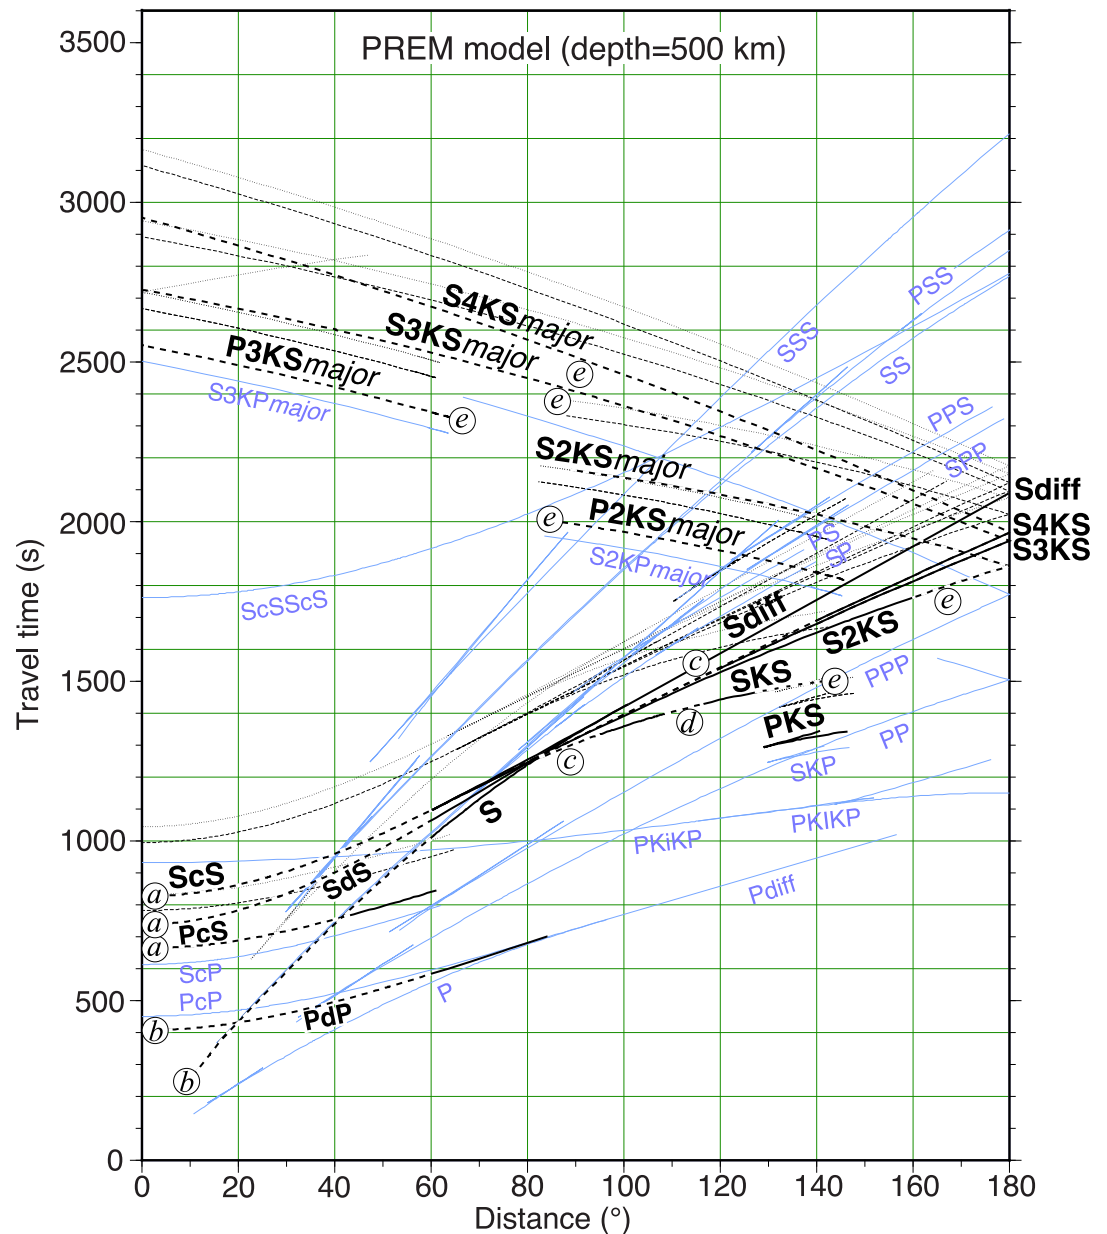 PREM model (depth=500 km)
3500
3000
2500
2000
1500
1000
500
0
Travel time (s)
0 20 40 60 80 100 120 140 160 180
Distance (°)
PSS
SSS
SS
S4KSmajor
S3KSmajor
P3KSmajor
S3KPmajor
e
e
e
PPS
SPP
S2KSmajor
P2KSmajor
e
S2KPmajor
PS
SP
Sdiff
S4KS
S3KS
ScSScS
Sdiff
S2KS
e
c
SKS
e
PPP
d
PKS
PP
c
SKP
S
PKIKP
PKiKP
Pdiff
ScS
a
SdS
a
PcS
a
ScP
PcP
P
PdP
b
b